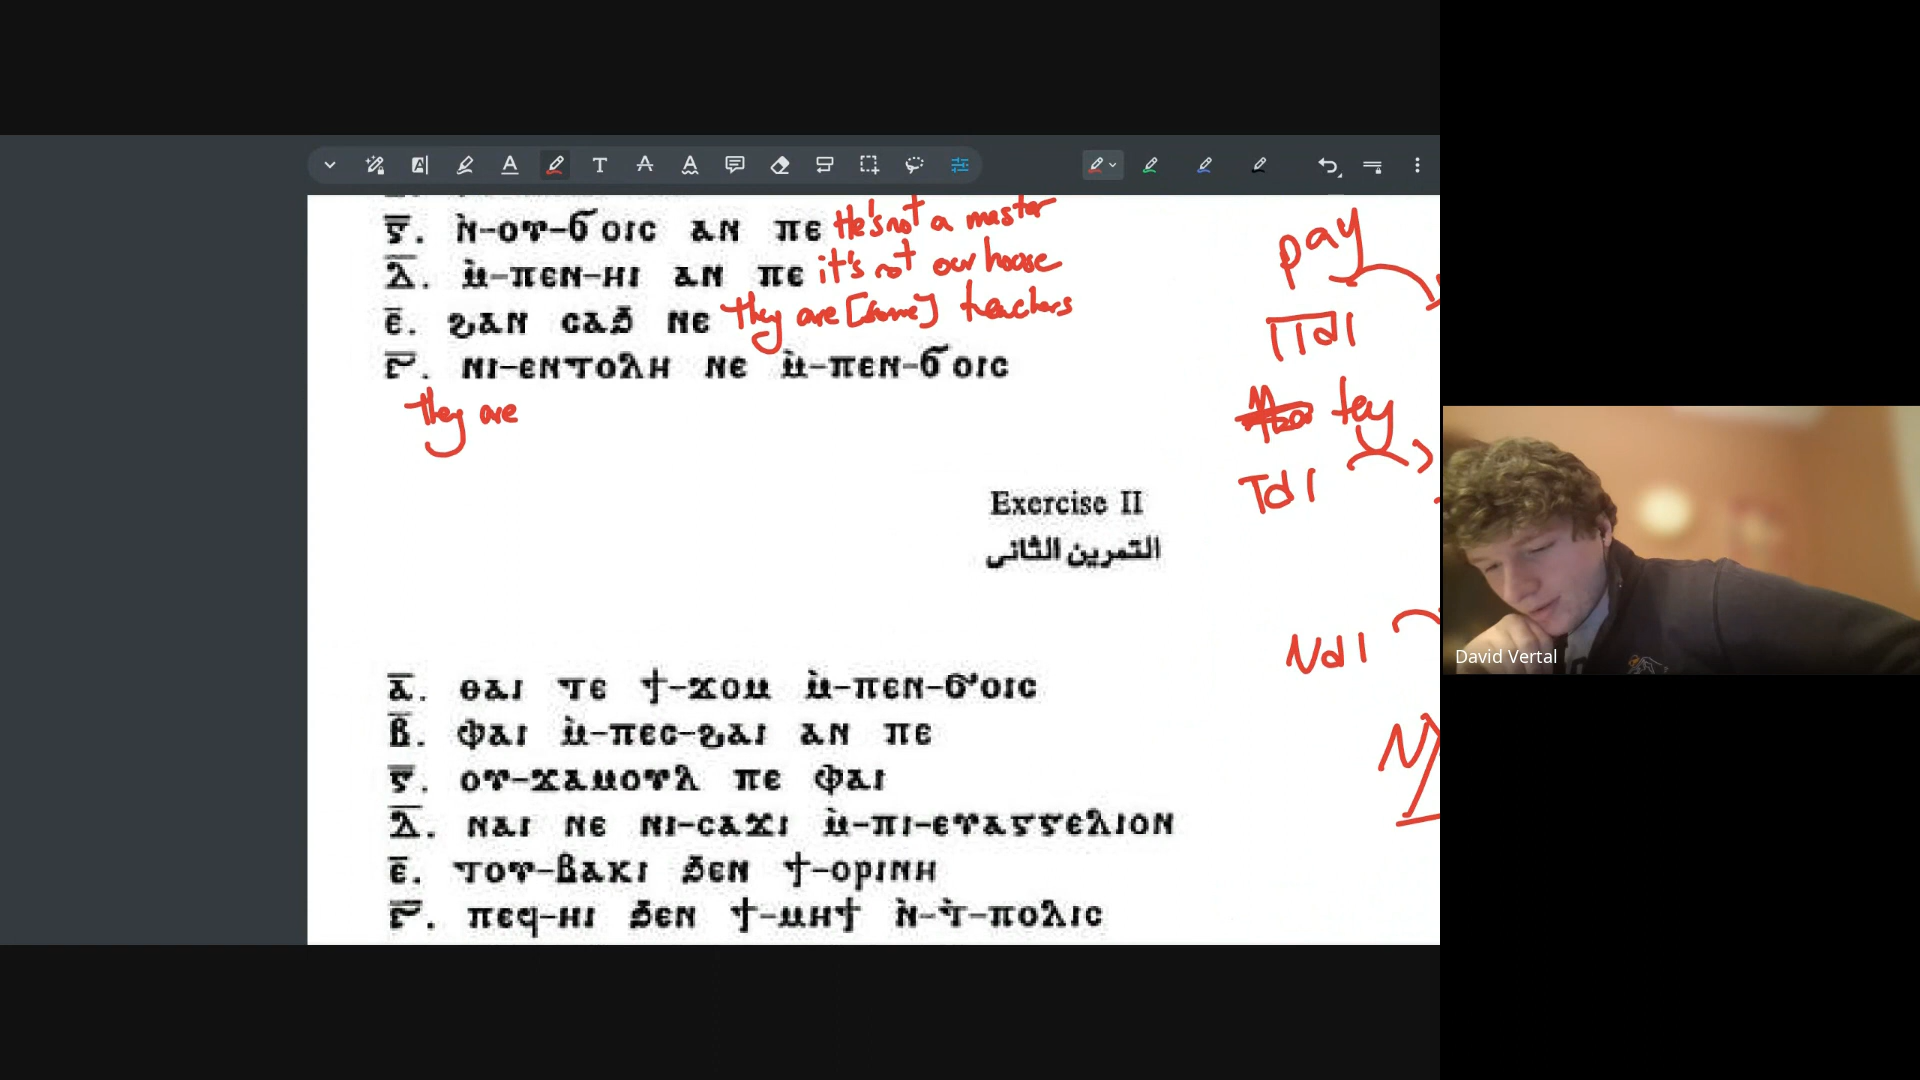 ⲅ̅. ⲛ̀-ⲟⲩ-ϭⲟⲓⲥ ⲁⲛ ⲡⲉ He's not a master
ⲇ̅. ⲙ̀-ⲡⲉⲛ-ⲏⲓ ⲁⲛ ⲡⲉ it's not our house
ⲉ̅. ϩⲁⲛ ⲥⲁϧ ⲛⲉ They are [some] teachers
ⲋ̅. ⲛⲓ-ⲉⲛⲧⲟⲗⲏ ⲛⲉ ⲙ̀-ⲡⲉⲛ-ϭⲟⲓⲥ
They are
pay
ⲡⲁⲓ
tey
ⲧⲁⲓ
ⲛⲁⲓ
Exercise II
التمرين الثانى
ⲁ̅. ⲑⲁⲓ ⲧⲉ ϯ-ϫⲟⲙ ⲙ̀-ⲡⲉⲛ-ϭⲟⲓⲥ
ⲃ̅. ⲫⲁⲓ ⲙ̀-ⲡⲉⲥ-ϩⲁⲓ ⲁⲛ ⲡⲉ
ⲅ̅. ⲟⲩ-ϫⲁⲙⲟⲩⲗ ⲡⲉ ⲫⲁⲓ
ⲇ̅. ⲛⲁⲓ ⲛⲉ ⲛⲓ-ⲥⲁϫⲓ ⲙ̀-ⲡⲓ-ⲉⲩⲁⲅⲅⲉⲗⲓⲟⲛ
ⲉ̅. ⲧⲟⲩ-ⲃⲁⲕⲓ ϧⲉⲛ ϯ-ⲟⲣⲓⲛⲏ
ⲋ̅. ⲡⲉϥ-ⲏⲓ ϧⲉⲛ ϯ-ⲙⲏϯ ⲛ̀-ⲧ̀-ⲡⲟⲗⲓⲥ
David Vertal